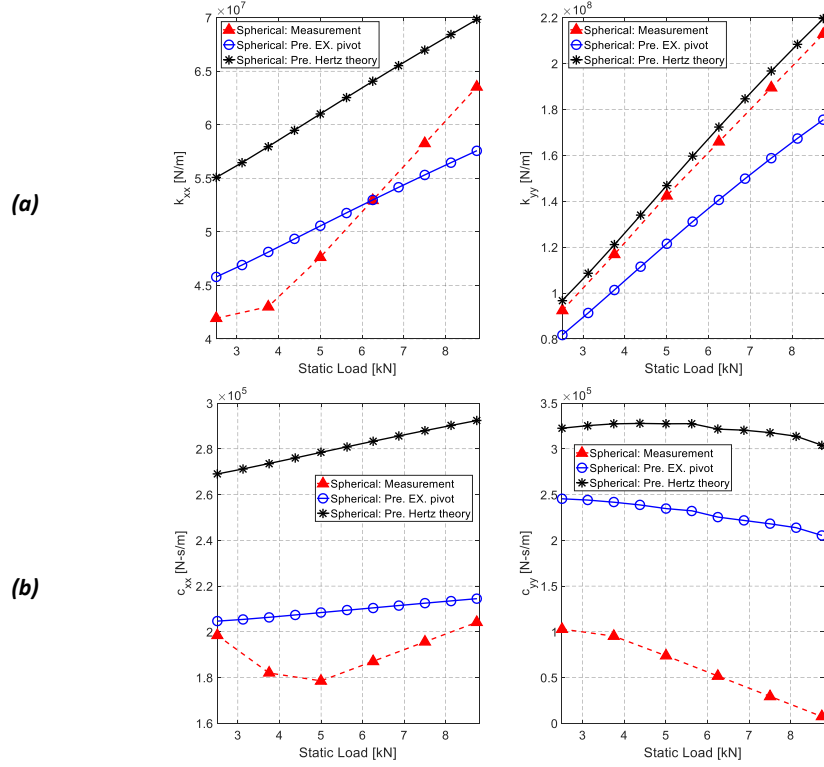 (a)
×10^7
7
6.5
6
5.5
5
4.5
4
k_xx [N/m]
3 4 5 6 7 8
Static Load [kN]
Spherical: Measurement
Spherical: Pre. EX. pivot
Spherical: Pre. Hertz theory
×10^8
2.2
2
1.8
1.6
1.4
1.2
1
0.8
k_yy [N/m]
3 4 5 6 7 8
Static Load [kN]
Spherical: Measurement
Spherical: Pre. EX. pivot
Spherical: Pre. Hertz theory
(b)
×10^5
3
2.8
2.6
2.4
2.2
2
1.8
1.6
c_xx [N-s/m]
3 4 5 6 7 8
Static Load [kN]
Spherical: Measurement
Spherical: Pre. EX. pivot
Spherical: Pre. Hertz theory
×10^5
3.5
3
2.5
2
1.5
1
0.5
0
c_yy [N-s/m]
3 4 5 6 7 8
Static Load [kN]
Spherical: Measurement
Spherical: Pre. EX. pivot
Spherical: Pre. Hertz theory